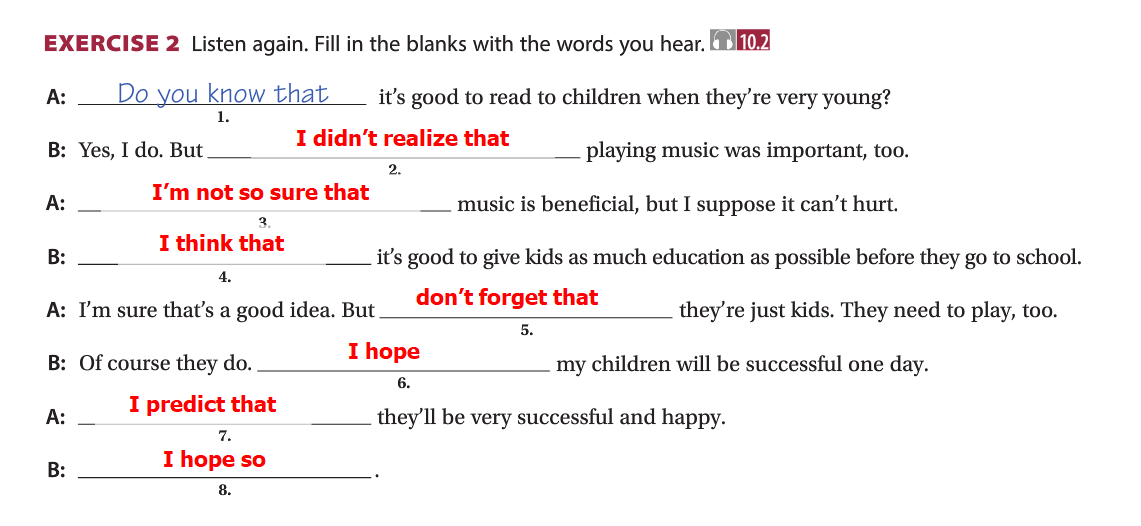 EXERCISE 2 Listen again. Fill in the blanks with the words you hear. 10.2
A: Do you know that it’s good to read to children when they’re very young?
1.
B: Yes, I do. But I didn’t realize that playing music was important, too.
2.
A: I’m not so sure that music is beneficial, but I suppose it can’t hurt.
3.
B: I think that it’s good to give kids as much education as possible before they go to school.
4.
A: I’m sure that’s a good idea. But don’t forget that they’re just kids. They need to play, too.
5.
B: Of course they do. I hope my children will be successful one day.
6.
A: I predict that they’ll be very successful and happy.
7.
B: I hope so.
8.